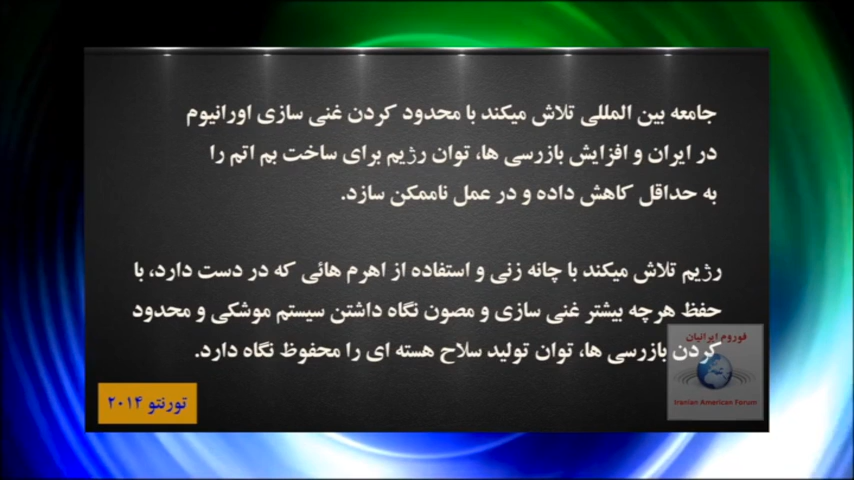 جامعه بین المللی تلاش میکند با محدود کردن غنی سازی اورانیوم
در ایران و افزایش بازرسی ها، توان رژیم برای ساخت بم اتم را
به حداقل کاهش داده و در عمل ناممکن سازد.
رژیم تلاش میکند با چانه زنی و استفاده از اهرم هائی که در دست دارد، با
حفظ هرچه بیشتر غنی سازی و مصون نگاه داشتن سیستم موشکی و محدود
کردن بازرسی ها، توان تولید سلاح هسته ای را محفوظ نگاه دارد.
فوروم ایرانیان
Iranian American Forum
تورنتو ۲۰۱۴